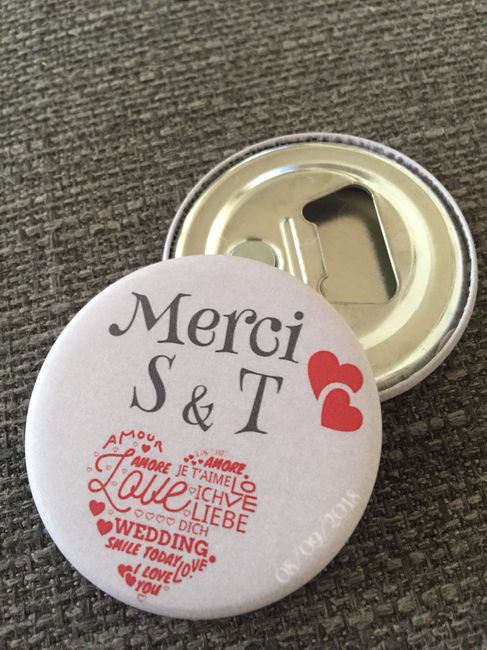 Merci
S & T
AMOUR
AMORE
AMORE
JE T'AIME
LOVE
Love
ICH
LIEBE
DICH
WEDDING
SMILE TODAY
LOVE
I LOVE
YOU
08/09/2018